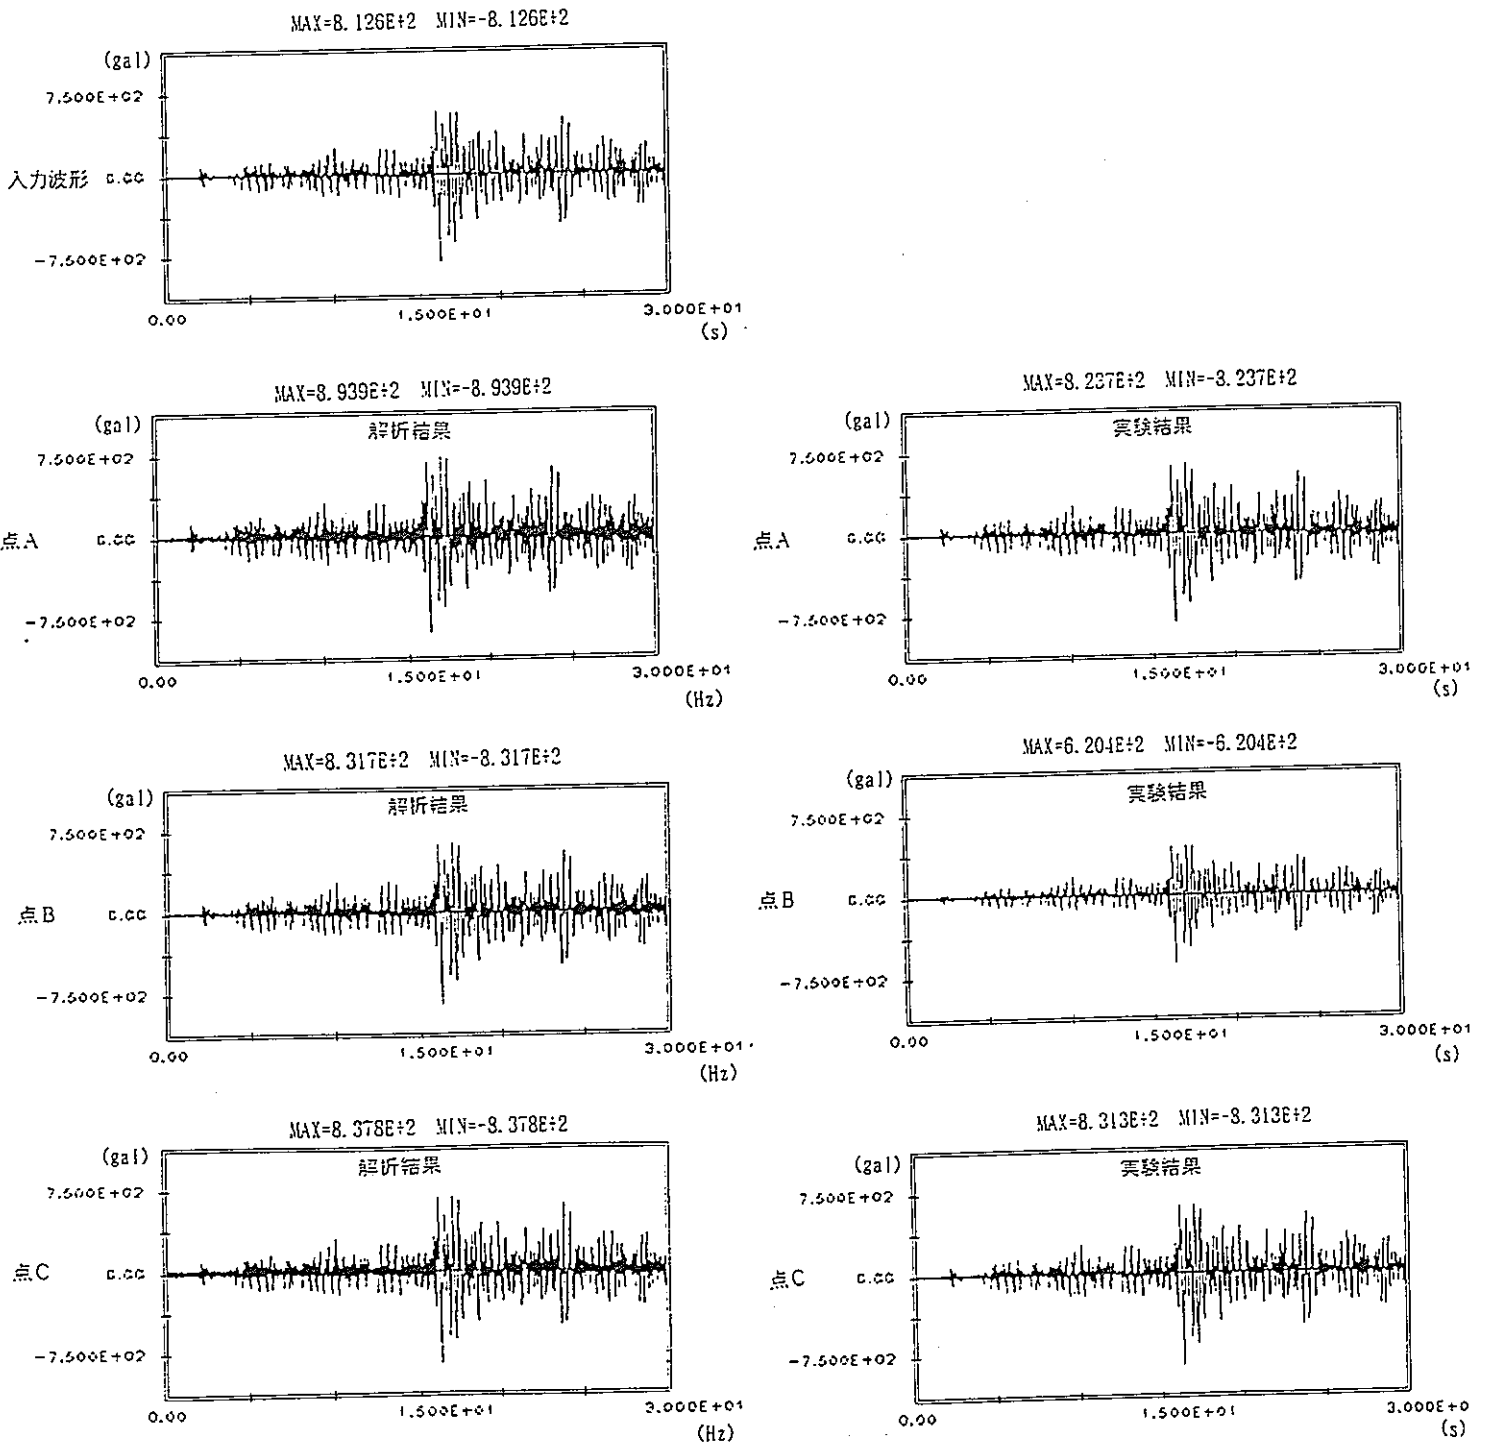 MAX=8.126E+2 MIN=-8.126E+2
(gal)
7.500E+02
入力波形 0.00
-7.500E+02
0.00 1.500E+01 3.000E+01
(s)
MAX=8.939E+2 MIN=-8.939E+2
(gal)
解析結果
7.500E+02
点A 0.00
-7.500E+02
0.00 1.500E+01 3.000E+01
(Hz)
MAX=8.237E+2 MIN=-8.237E+2
(gal)
実験結果
7.500E+02
点A 0.00
-7.500E+02
0.00 1.500E+01 3.000E+01
(s)
MAX=8.317E+2 MIN=-8.317E+2
(gal)
解析結果
7.500E+02
点B 0.00
-7.500E+02
0.00 1.500E+01 3.000E+01
(Hz)
MAX=6.204E+2 MIN=-6.204E+2
(gal)
実験結果
7.500E+02
点B 0.00
-7.500E+02
0.00 1.500E+01 3.000E+01
(s)
MAX=8.378E+2 MIN=-8.378E+2
(gal)
解析結果
7.500E+02
点C 0.00
-7.500E+02
0.00 1.500E+01 3.000E+01
(Hz)
MAX=8.313E+2 MIN=-8.313E+2
(gal)
実験結果
7.500E+02
点C 0.00
-7.500E+02
0.00 1.500E+01 3.000E+0
(s)